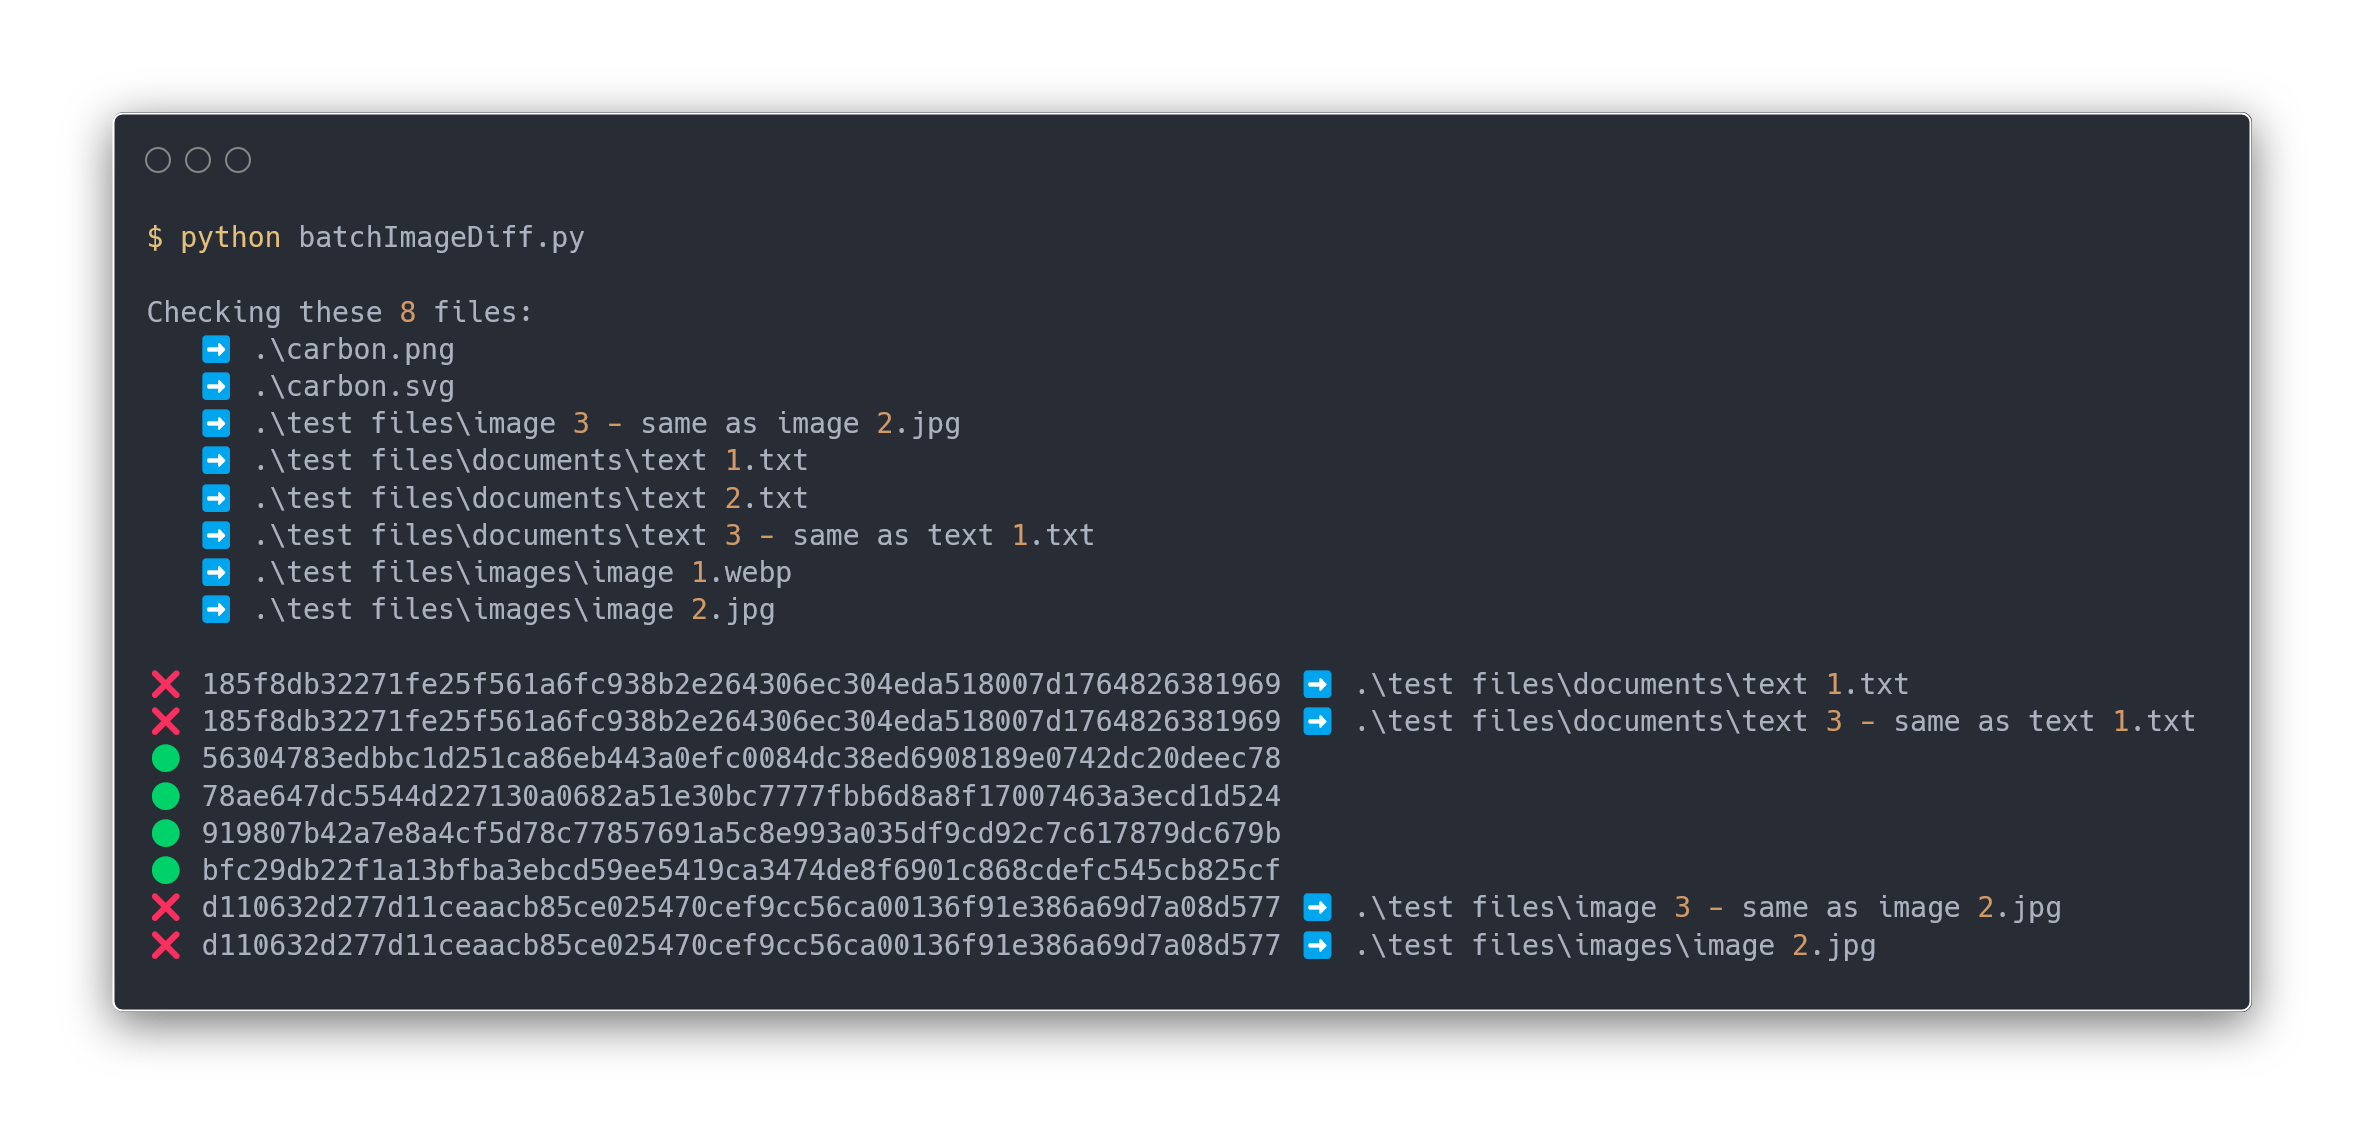 $ python batchImageDiff.py
Checking these 8 files:
➡ .\carbon.png
➡ .\carbon.svg
➡ .\test files\image 3 - same as image 2.jpg
➡ .\test files\documents\text 1.txt
➡ .\test files\documents\text 2.txt
➡ .\test files\documents\text 3 - same as text 1.txt
➡ .\test files\images\image 1.webp
➡ .\test files\images\image 2.jpg
❌ 185f8db32271fe25f561a6fc938b2e264306ec304eda518007d1764826381969 ➡ .\test files\documents\text 1.txt
❌ 185f8db32271fe25f561a6fc938b2e264306ec304eda518007d1764826381969 ➡ .\test files\documents\text 3 - same as text 1.txt
🟢 56304783edbbc1d251ca86eb443a0efc0084dc38ed6908189e0742dc20deec78
🟢 78ae647dc5544d227130a0682a51e30bc7777fbb6d8a8f17007463a3ecd1d524
🟢 919807b42a7e8a4cf5d78c77857691a5c8e993a035df9cd92c7c617879dc679b
🟢 bfc29db22f1a13bfba3ebcd59ee5419ca3474de8f6901c868cdefc545cb825cf
❌ d110632d277d11ceaacb85ce025470cef9cc56ca00136f91e386a69d7a08d577 ➡ .\test files\image 3 - same as image 2.jpg
❌ d110632d277d11ceaacb85ce025470cef9cc56ca00136f91e386a69d7a08d577 ➡ .\test files\images\image 2.jpg